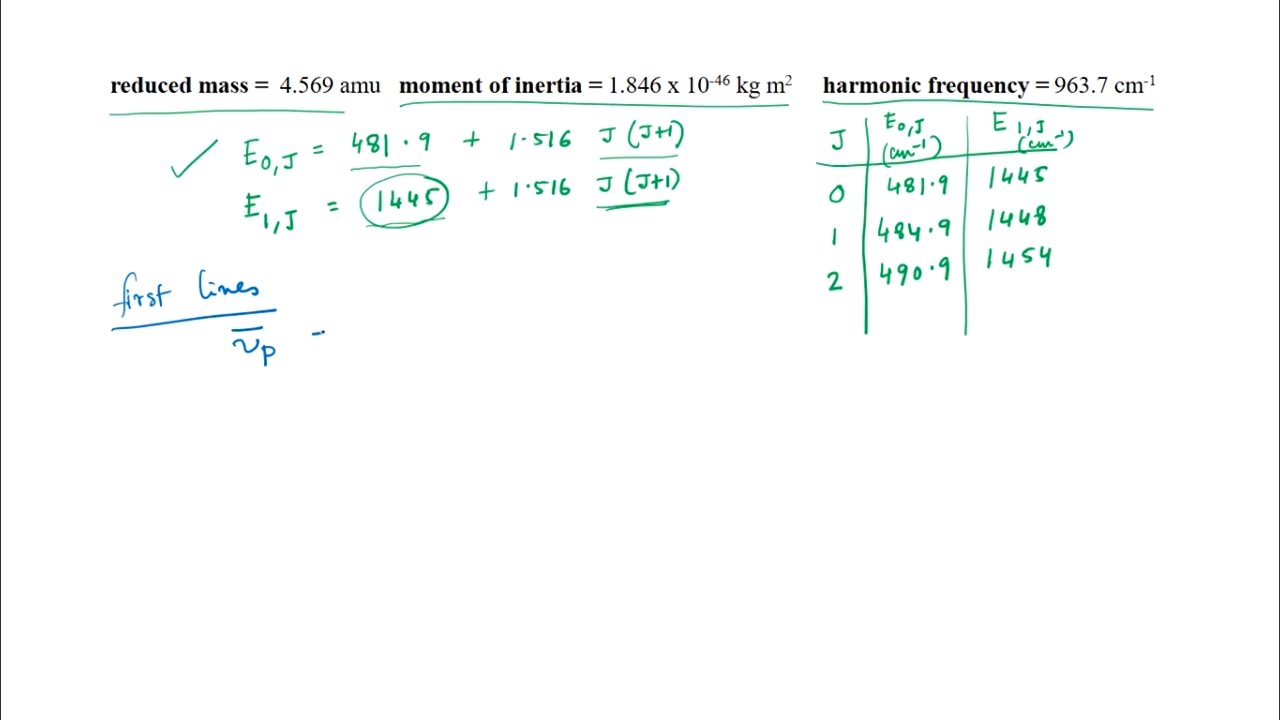 reduced mass = 4.569 amu moment of inertia = 1.846 x 10⁻⁴⁶ kg m² harmonic frequency = 963.7 cm⁻¹
E₀,J = 481.9 + 1.516 J(J+1)
E₁,J = 1445 + 1.516 J(J+1)
J E₀,J (cm⁻¹) E₁,J (cm⁻¹)
0 481.9 1445
1 484.9 1448
2 490.9 1454
first lines
ν̅p -